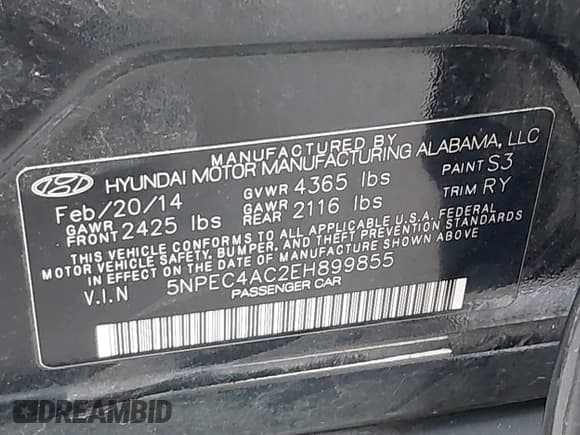 MANUFACTURED BY
HYUNDAI MOTOR MANUFACTURING ALABAMA, LLC
Feb/20/14 GVWR 4365 lbs PAINT S3
GAWR FRONT 2425 lbs GAWR REAR 2116 lbs TRIM RY
THIS VEHICLE CONFORMS TO ALL APPLICABLE U.S.A. FEDERAL
MOTOR VEHICLE SAFETY, BUMPER, AND THEFT PREVENTION STANDARDS
IN EFFECT ON THE DATE OF MANUFACTURE SHOWN ABOVE
V.I.N 5NPEC4AC2EH899855
PASSENGER CAR
DREAMBID